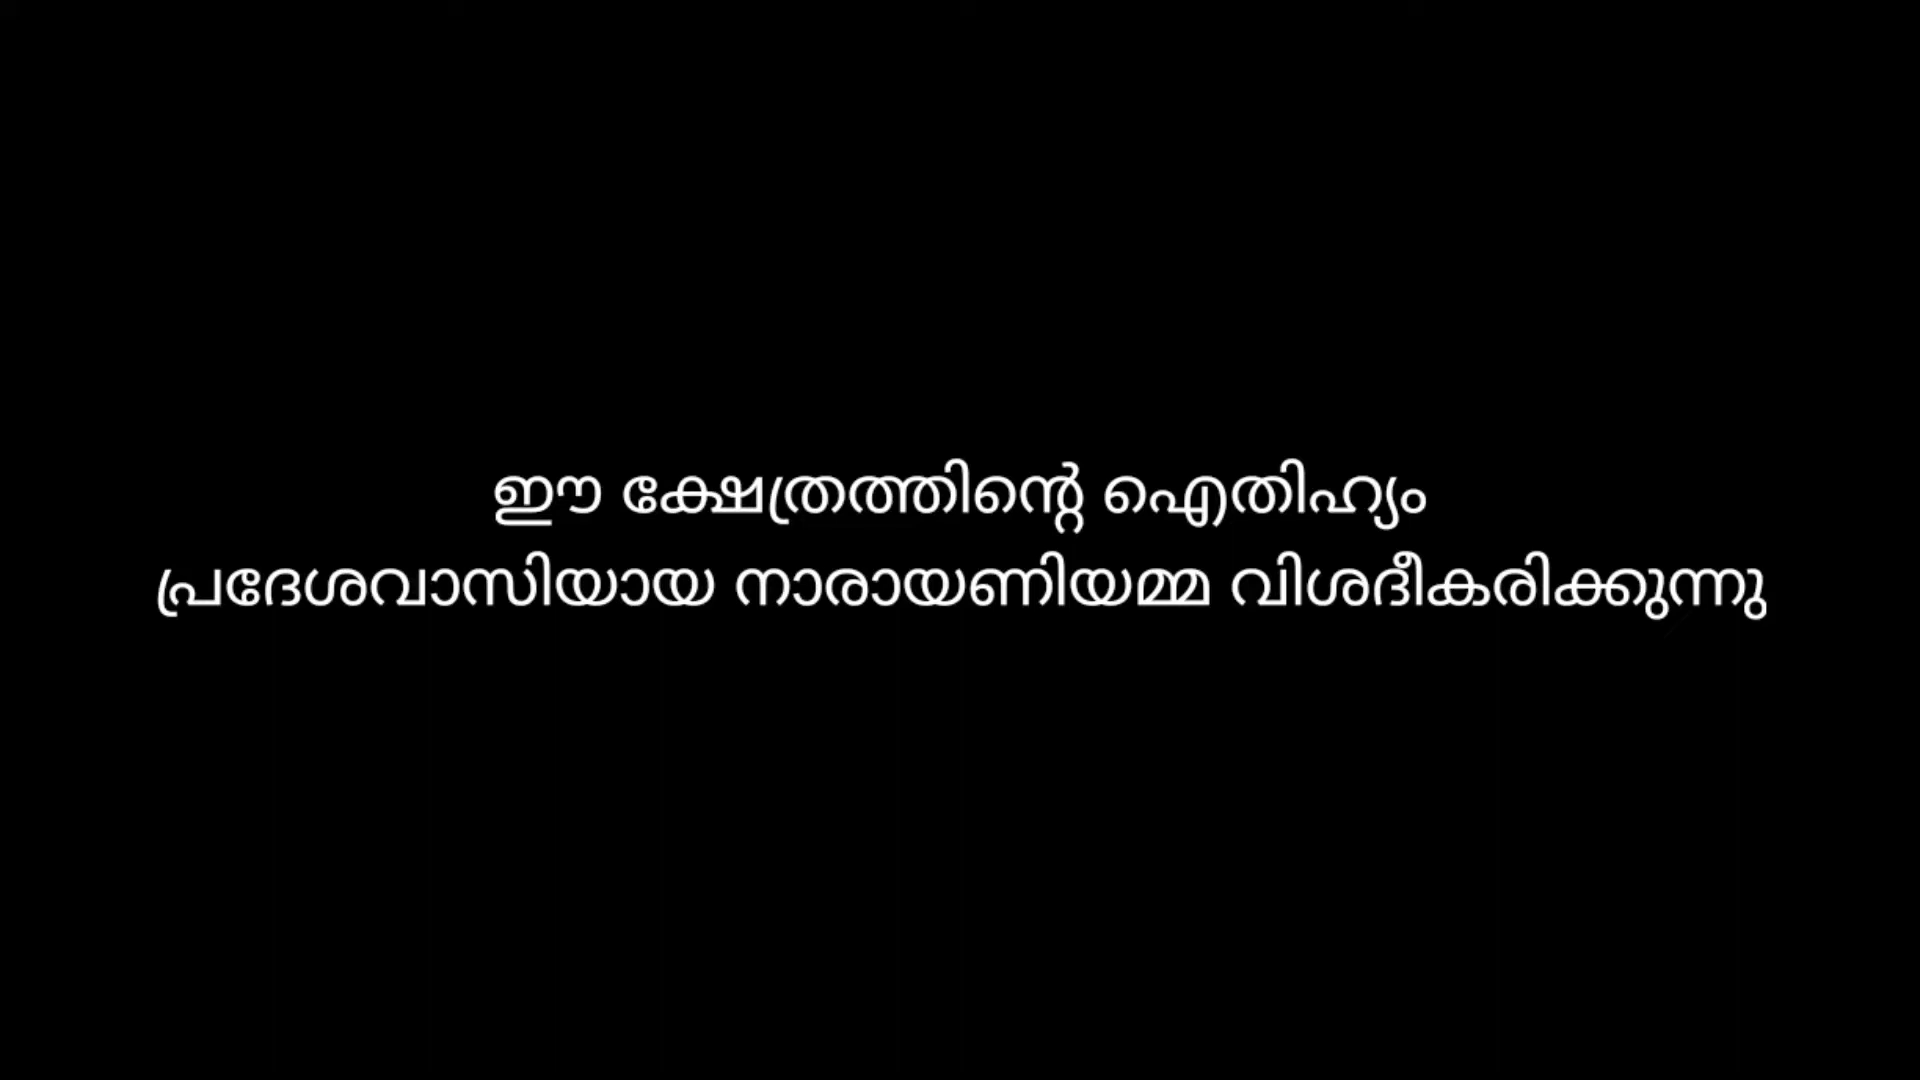 ഈ ക്ഷേത്രത്തിന്റെ ഐതിഹ്യം
പ്രദേശവാസിയായ നാരായണിയമ്മ വിശദീകരിക്കുന്നു